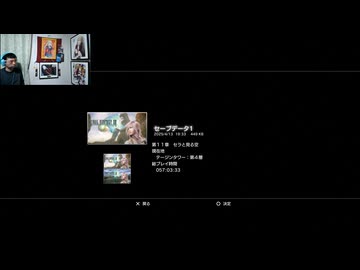 FINAL FANTASY XIII
セーブデータ1
2025/4/13 18:33 449 KB
第11章 セラと見る空
現在地
テージンタワー：第4層
総プレイ時間
057:03:33
✕ 戻る ○ 決定